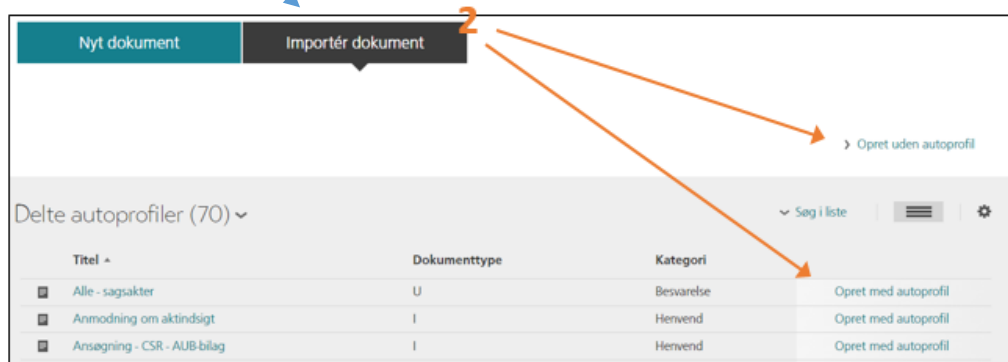 2
Nyt dokument Importér dokument
Opret uden autoprofil
Delte autoprofiler (70)
Søg i liste
Titel Dokumenttype Kategori
Alle - sagsakter U Besvarelse Opret med autoprofil
Anmodning om aktindsigt I Henvend Opret med autoprofil
Ansøgning - CSR - AUB-bilag I Henvend Opret med autoprofil